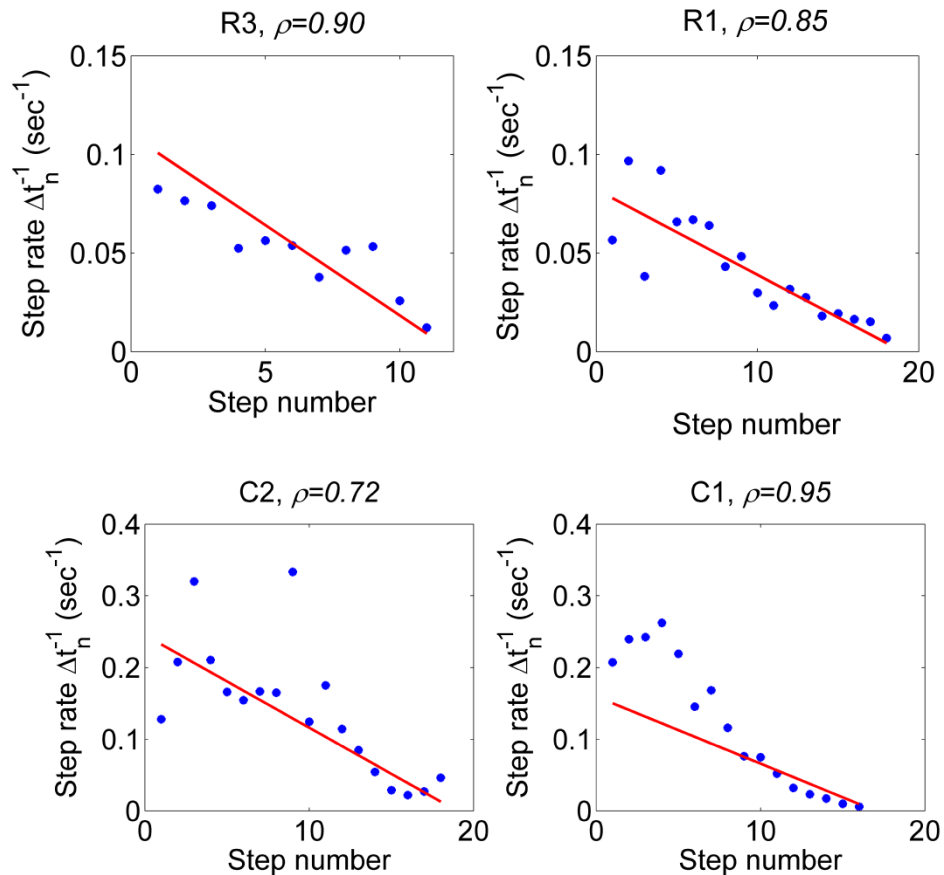 R3, ρ=0.90
Step rate Δt_n^-1 (sec^-1)
0.15
0.1
0.05
0
0
5
10
Step number
R1, ρ=0.85
Step rate Δt_n^-1 (sec^-1)
0.15
0.1
0.05
0
0
10
20
Step number
C2, ρ=0.72
Step rate Δt_n^-1 (sec^-1)
0.4
0.3
0.2
0.1
0
0
10
20
Step number
C1, ρ=0.95
Step rate Δt_n^-1 (sec^-1)
0.4
0.3
0.2
0.1
0
0
10
20
Step number